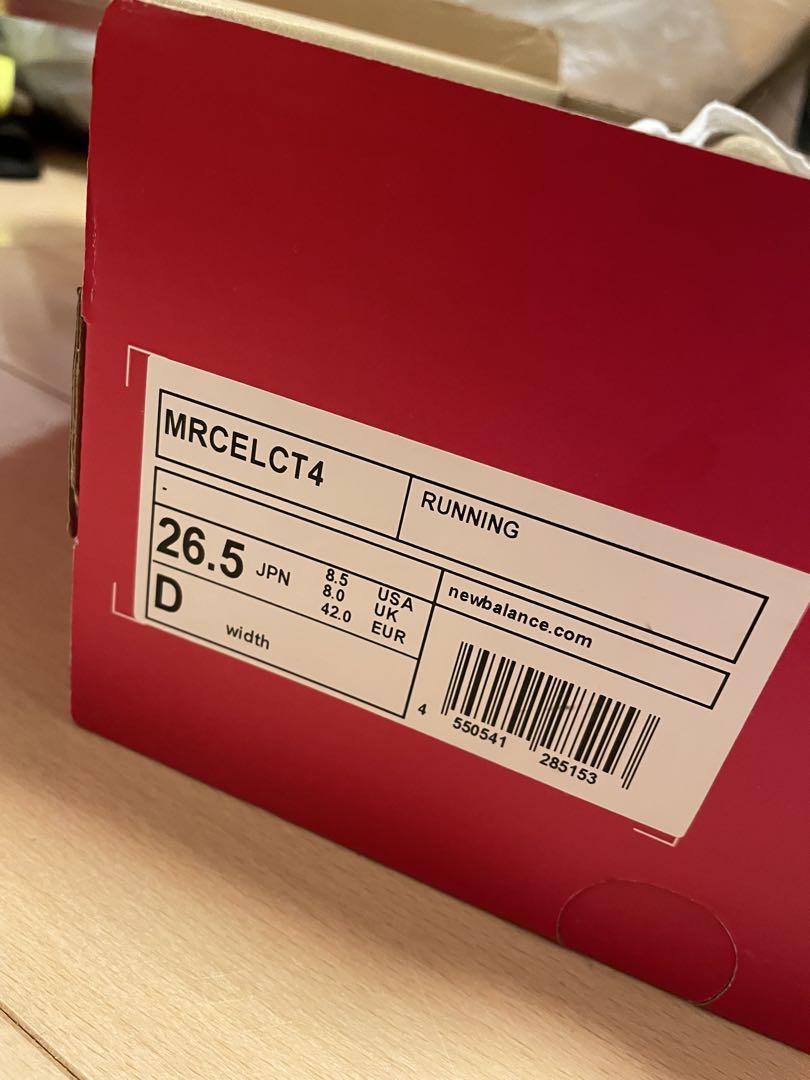 MRCELCT4
RUNNING
-
26.5 JPN
8.5 USA
8.0 UK
42.0 EUR
newbalance.com
D
width
4 550541 285153